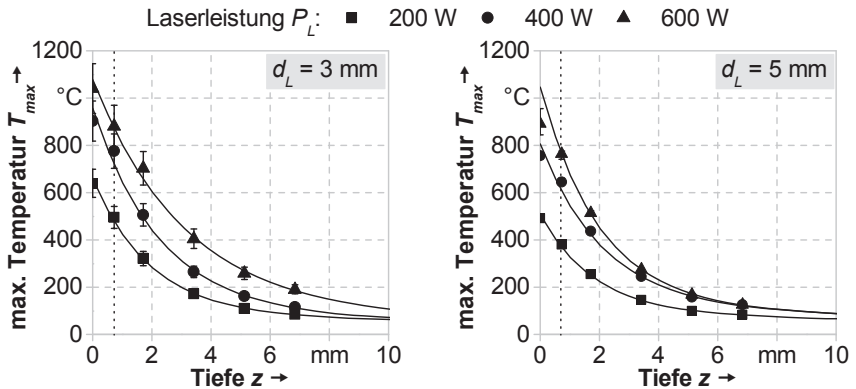 Laserleistung P_L: 200 W 400 W 600 W
max. Temperatur T_max →
1200
°C
800
600
400
200
0
d_L = 3 mm
0 2 4 6 mm 10
Tiefe z →
max. Temperatur T_max →
1200
°C
800
600
400
200
0
d_L = 5 mm
0 2 4 6 mm 10
Tiefe z →